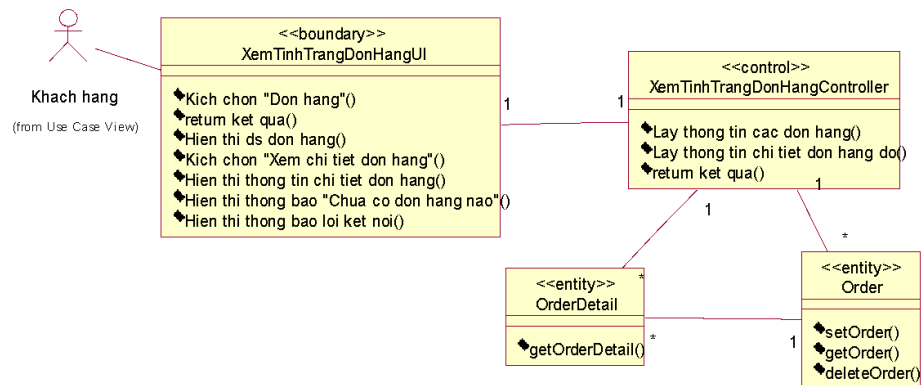 Khach hang
(from Use Case View)
<<boundary>>
XemTinhTrangDonHangUI
Kich chon "Don hang"()
return ket qua()
Hien thi ds don hang()
Kich chon "Xem chi tiet don hang"()
Hien thi thong tin chi tiet don hang()
Hien thi thong bao "Chua co don hang nao"()
Hien thi thong bao loi ket noi()
1
1
<<control>>
XemTinhTrangDonHangController
Lay thong tin cac don hang()
Lay thong tin chi tiet don hang do()
return ket qua()
1
1
*
*
<<entity>>
OrderDetail
getOrderDetail()
*
1
<<entity>>
Order
setOrder()
getOrder()
deleteOrder()